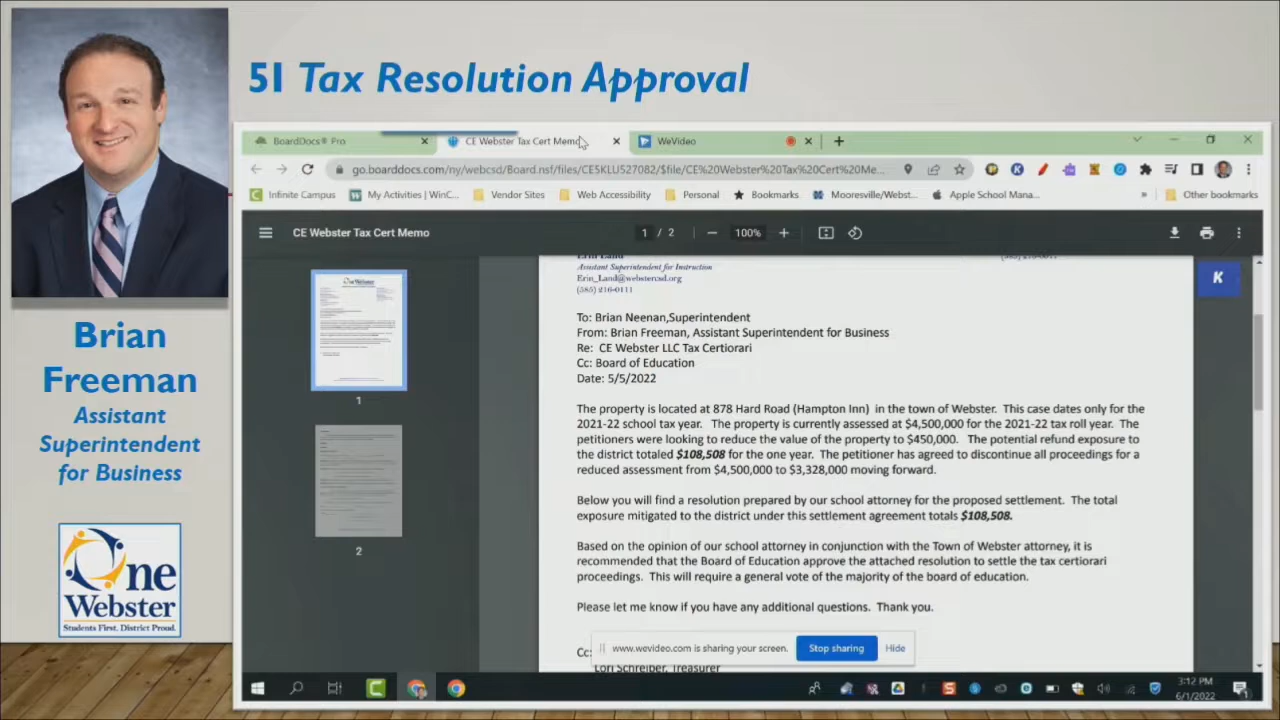 5I Tax Resolution Approval
Brian
Freeman
Assistant
Superintendent
for Business
One
Webster
Students First. District Proud.
BoardDocs® Pro
CE Webster Tax Cert Memo
WeVideo
go.boarddocs.com/ny/webcsd/Board.nsf/files/CE5KLU527082/$file/CE%20Webster%20Tax%20Cert%20Me...
Infinite Campus
My Activities | WinC...
Vendor Sites
Web Accessibility
Personal
Bookmarks
Mooresville/Webst...
Apple School Mana...
»
Other bookmarks
CE Webster Tax Cert Memo
1 / 2
100%
Erin Land
Assistant Superintendent for Instruction
Erin_Land@webstercsd.org
(585) 216-0111
K
To: Brian Neenan,Superintendent
From: Brian Freeman, Assistant Superintendent for Business
Re: CE Webster LLC Tax Certiorari
Cc: Board of Education
Date: 5/5/2022
The property is located at 878 Hard Road (Hampton Inn) in the town of Webster. This case dates only for the
2021-22 school tax year. The property is currently assessed at $4,500,000 for the 2021-22 tax roll year. The
petitioners were looking to reduce the value of the property to $450,000. The potential refund exposure to
the district totaled $108,508 for the one year. The petitioner has agreed to discontinue all proceedings for a
reduced assessment from $4,500,000 to $3,328,000 moving forward.
Below you will find a resolution prepared by our school attorney for the proposed settlement. The total
exposure mitigated to the district under this settlement agreement totals $108,508.
Based on the opinion of our school attorney in conjunction with the Town of Webster attorney, it is
recommended that the Board of Education approve the attached resolution to settle the tax certiorari
proceedings. This will require a general vote of the majority of the board of education.
Please let me know if you have any additional questions. Thank you.
Cc:
Lori Schreiber, Treasurer
www.wevideo.com is sharing your screen.
Stop sharing
Hide
1
2
3:12 PM
6/1/2022